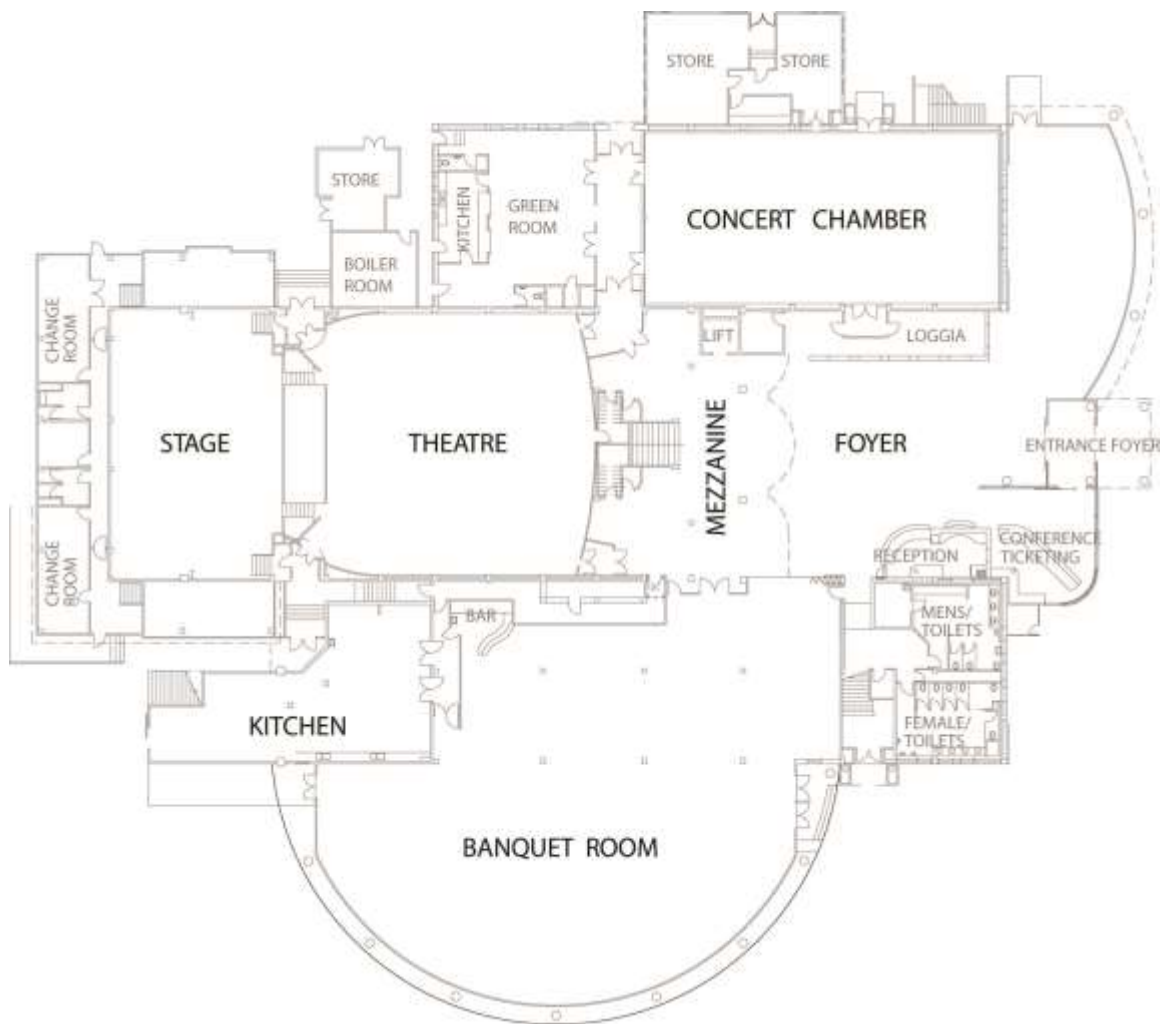 STORE
STORE
STORE
KITCHEN
GREEN
ROOM
CONCERT CHAMBER
BOILER
ROOM
CHANGE
ROOM
LIFT
LOGGIA
STAGE
THEATRE
MEZZANINE
FOYER
ENTRANCE FOYER
CHANGE
ROOM
RECEPTION
CONFERENCE
TICKETING
BAR
MENS/
TOILETS
KITCHEN
FEMALE/
TOILETS
BANQUET ROOM